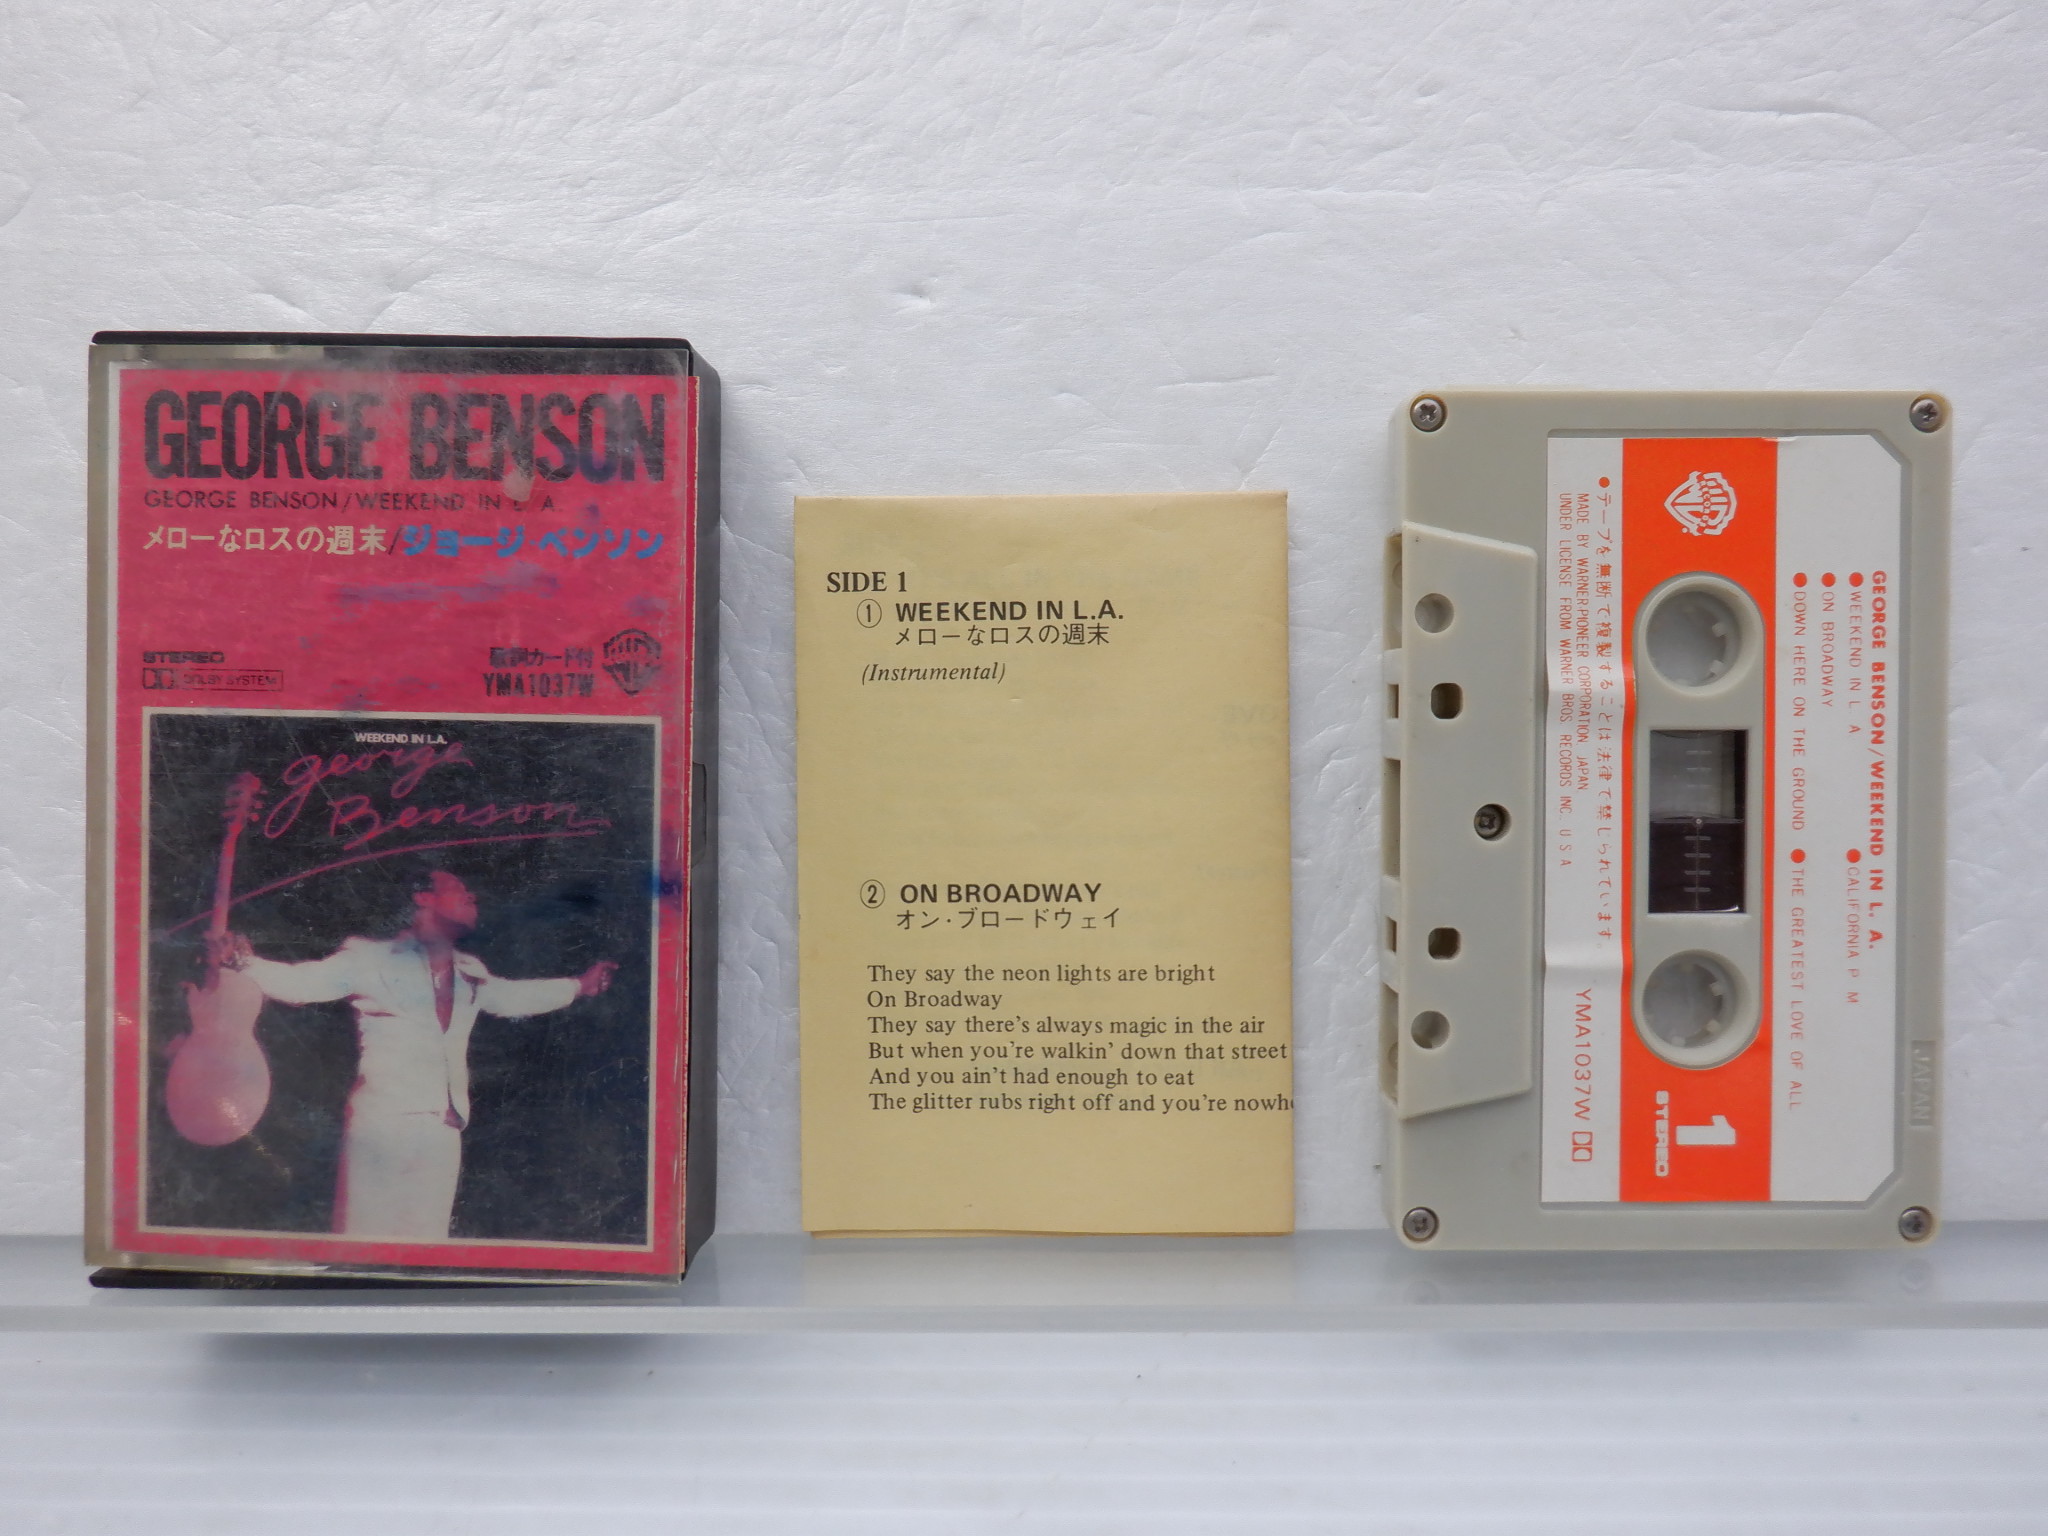 GEORGE BENSON
GEORGE BENSON/WEEKEND IN L. A.
メローなロスの週末/ジョージ・ベンソン
STEREO
DOLBY SYSTEM
歌詞カード付
YMA1037W
WEEKEND IN L.A.
george
Benson
SIDE 1
① WEEKEND IN L.A.
メローなロスの週末
(Instrumental)
② ON BROADWAY
オン・ブロードウェイ
They say the neon lights are bright
On Broadway
They say there's always magic in the air
But when you're walkin' down that street
And you ain't had enough to eat
The glitter rubs right off and you're nowhe
GEORGE BENSON/WEEKEND IN L. A.
●WEEKEND IN L. A
●CALIFORNIA P M
●ON BROADWAY
●DOWN HERE ON THE GROUND
●THE GREATEST LOVE OF ALL
RECORDS
1
STEREO
●テープを無断で複製することは法律で禁じられています。
MADE BY WARNER-PIONEER CORPORATION, JAPAN
UNDER LICENSE FROM WARNER BROS. RECORDS INC. U S A
YMA1037W
JAPAN